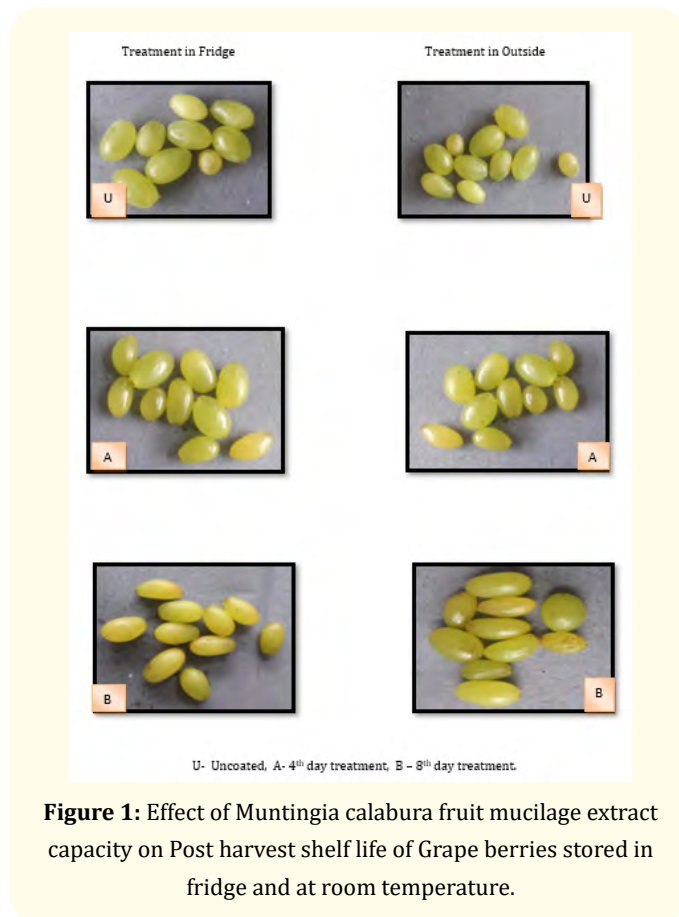 Treatment in Fridge
Treatment in Outside
U
U
A
A
B
B
U- Uncoated, A- 4th day treatment, B – 8th day treatment.
Figure 1: Effect of Muntingia calabura fruit mucilage extract
capacity on Post harvest shelf life of Grape berries stored in
fridge and at room temperature.